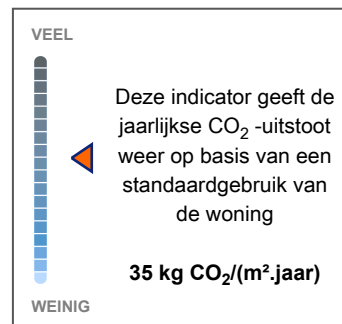 VEEL
Deze indicator geeft de
jaarlijkse CO₂ -uitstoot
weer op basis van een
standaardgebruik van
de woning
35 kg CO₂/(m².jaar)
WEINIG